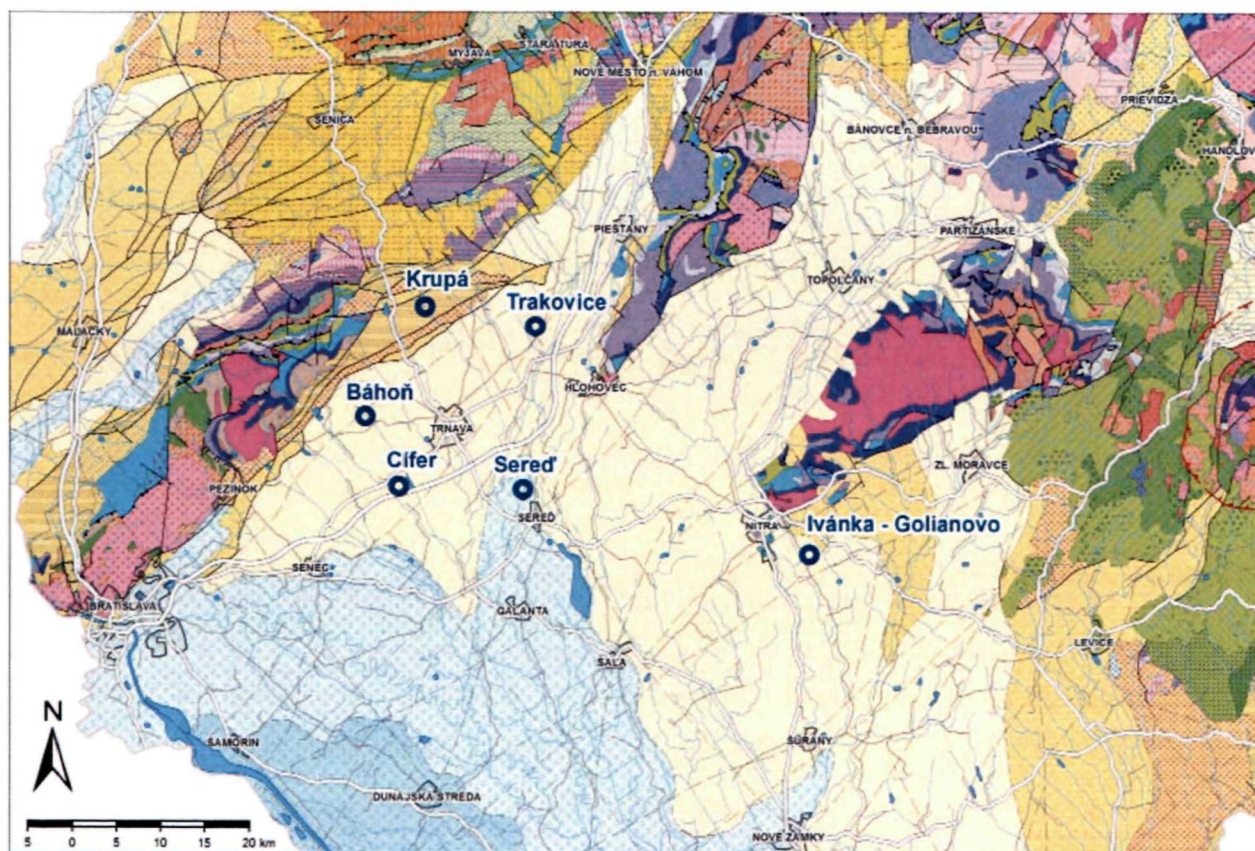 MYJAVA
STARÁ TURÁ
NOVÉ MESTO n. VÁHOM
PRIEVIDZA
SENICA
BÁNOVCE n. BEBRAVOU
HANDLOV
PIEŠŤANY
PARTIZÁNSKE
TOPOĽČANY
Krupá
Trakovice
MALACKY
HLOHOVEC
Báhoň
TRNAVA
Cífer
Sereď
ZL. MORAVCE
PEZINOK
SEREĎ
NITRA
Ivánka - Golianovo
SENEC
BRATISLAVA
GALANTA
LEVICE
ŠAĽA
N
ŠAMORÍN
ŠURANY
DUNAJSKÁ STREDA
NOVÉ ZÁMKY
5 0 5 10 15 20 km